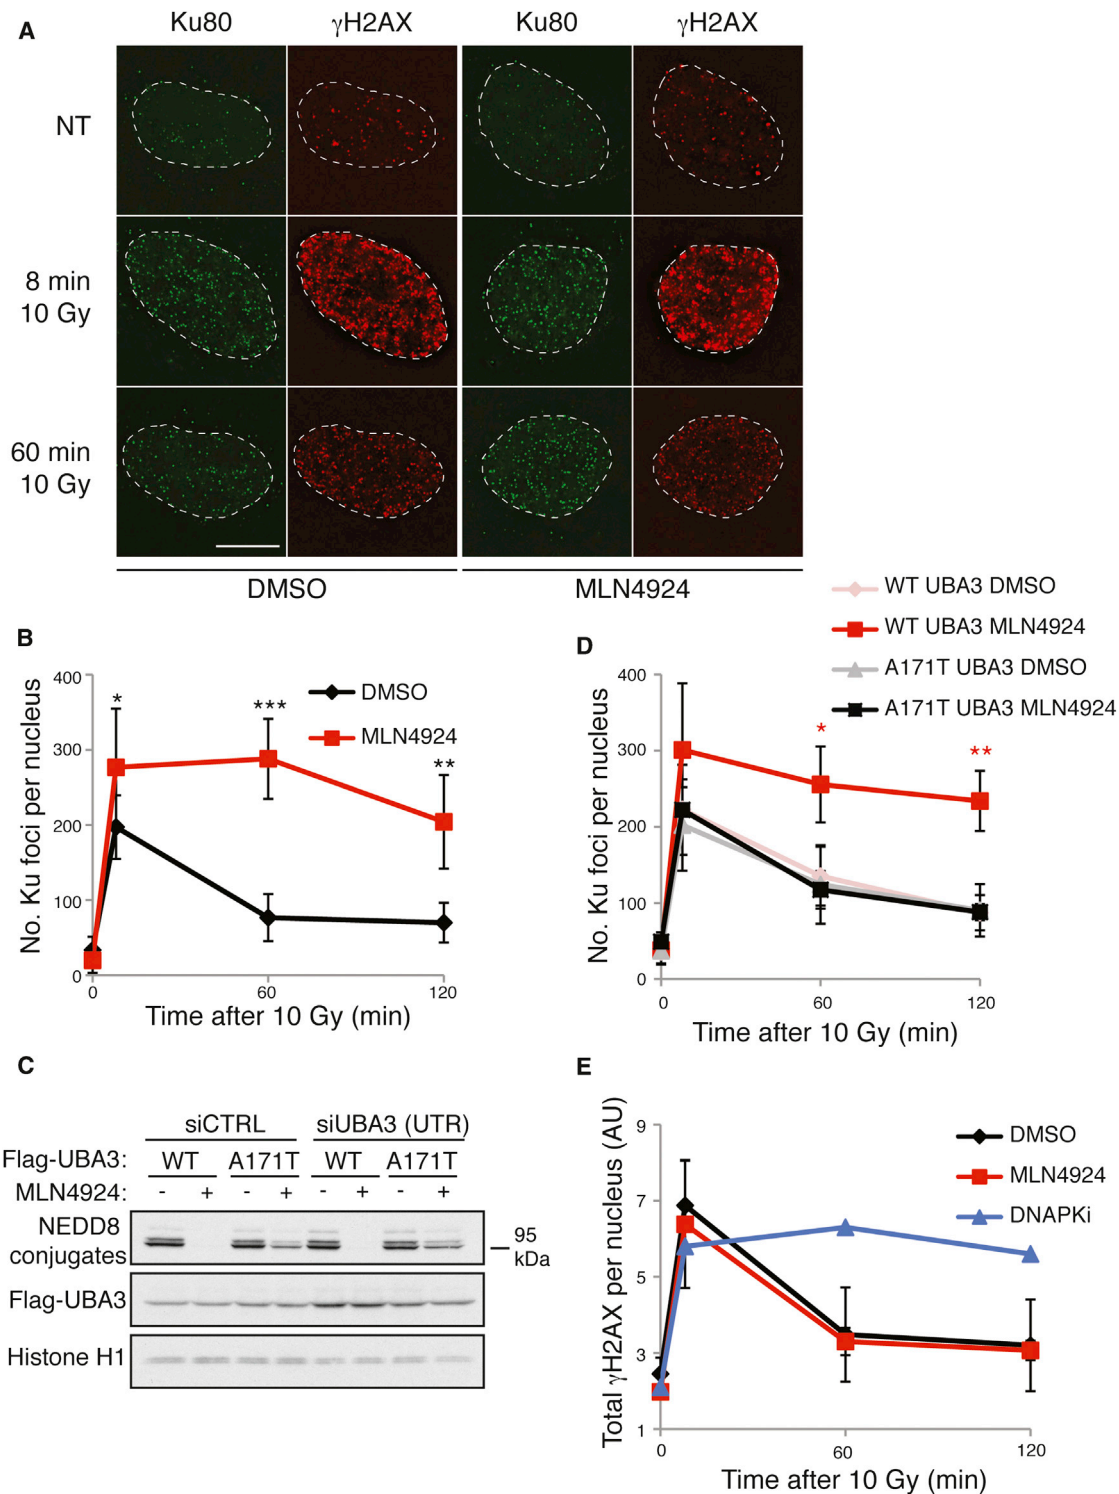 A
Ku80 γH2AX Ku80 γH2AX
NT
8 min
10 Gy
60 min
10 Gy
DMSO MLN4924
B
No. Ku foci per nucleus
400
300
200
100
0
0 60 120
Time after 10 Gy (min)
DMSO
MLN4924
*
***
**
D
WT UBA3 DMSO
WT UBA3 MLN4924
A171T UBA3 DMSO
A171T UBA3 MLN4924
No. Ku foci per nucleus
400
300
200
100
0
0 60 120
Time after 10 Gy (min)
*
**
C
siCTRL siUBA3 (UTR)
Flag-UBA3: WT A171T WT A171T
MLN4924: - + - + - + - +
NEDD8
conjugates
95
kDa
Flag-UBA3
Histone H1
E
Total γH2AX per nucleus (AU)
9
7
5
3
1
0 60 120
Time after 10 Gy (min)
DMSO
MLN4924
DNAPKi